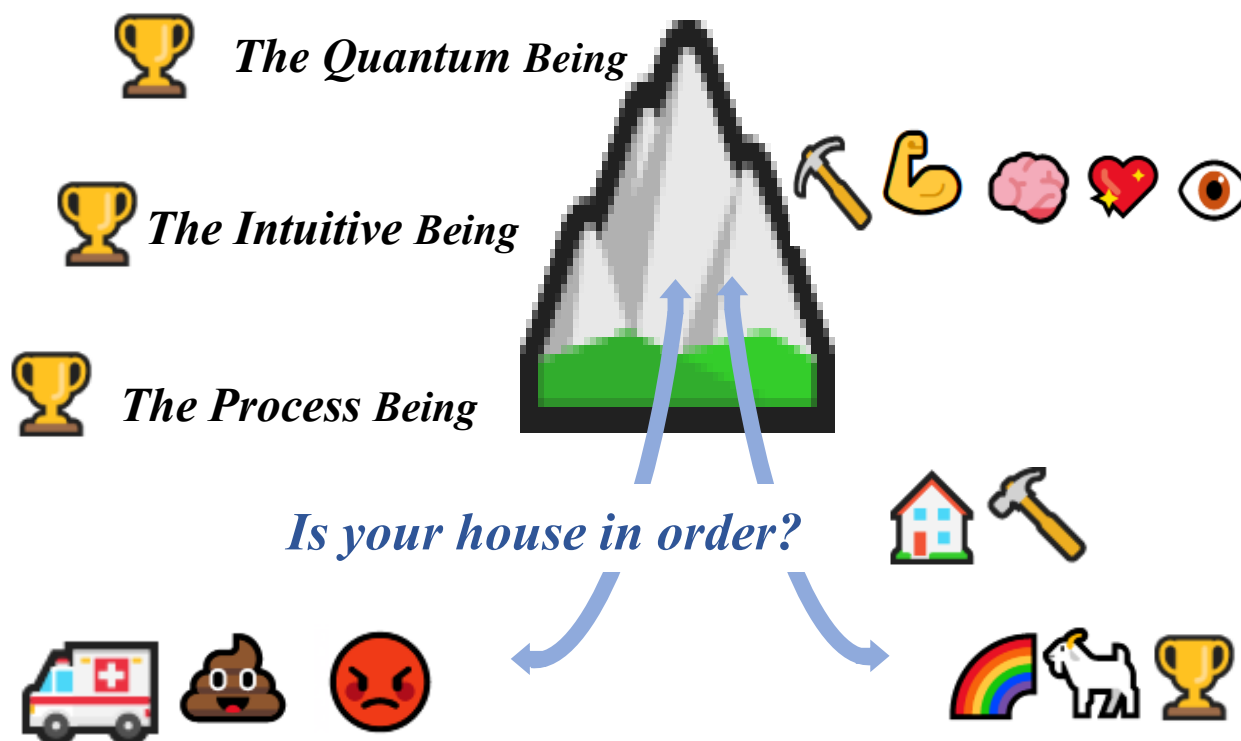 The Quantum Being
The Intuitive Being
The Process Being
Is your house in order?